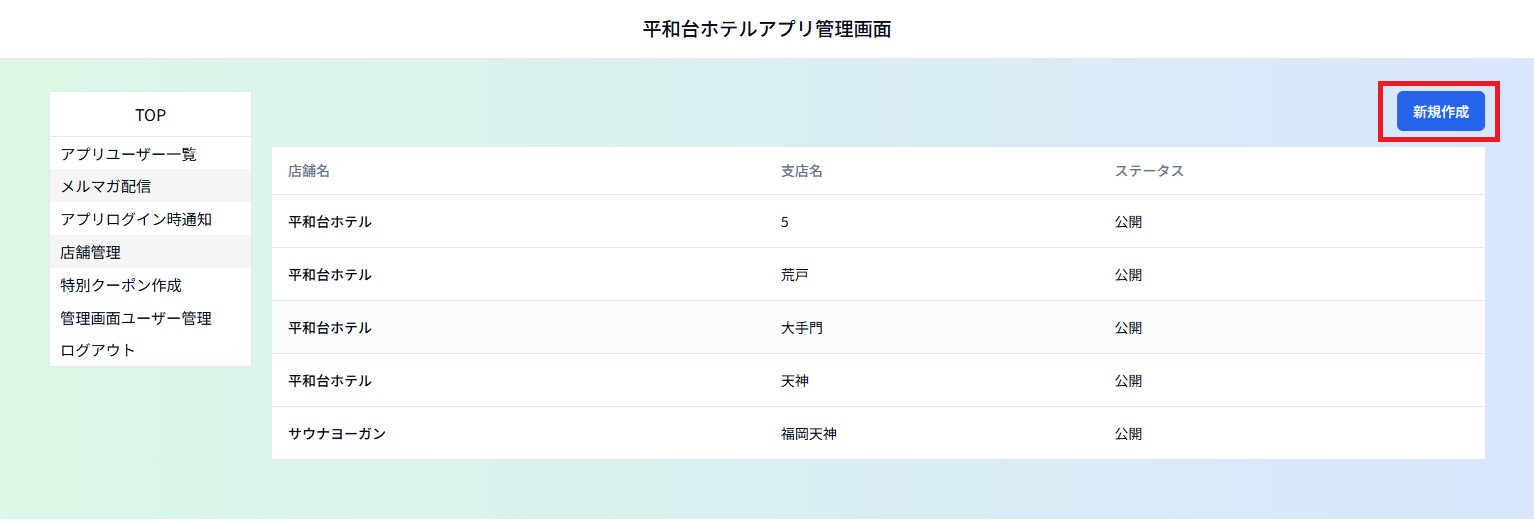 平和台ホテルアプリ管理画面
TOP
アプリユーザー一覧
メルマガ配信
アプリログイン時通知
店舗管理
特別クーポン作成
管理画面ユーザー管理
ログアウト
新規作成
店舗名 支店名 ステータス
平和台ホテル 5 公開
平和台ホテル 荒戸 公開
平和台ホテル 大手門 公開
平和台ホテル 天神 公開
サウナヨーガン 福岡天神 公開